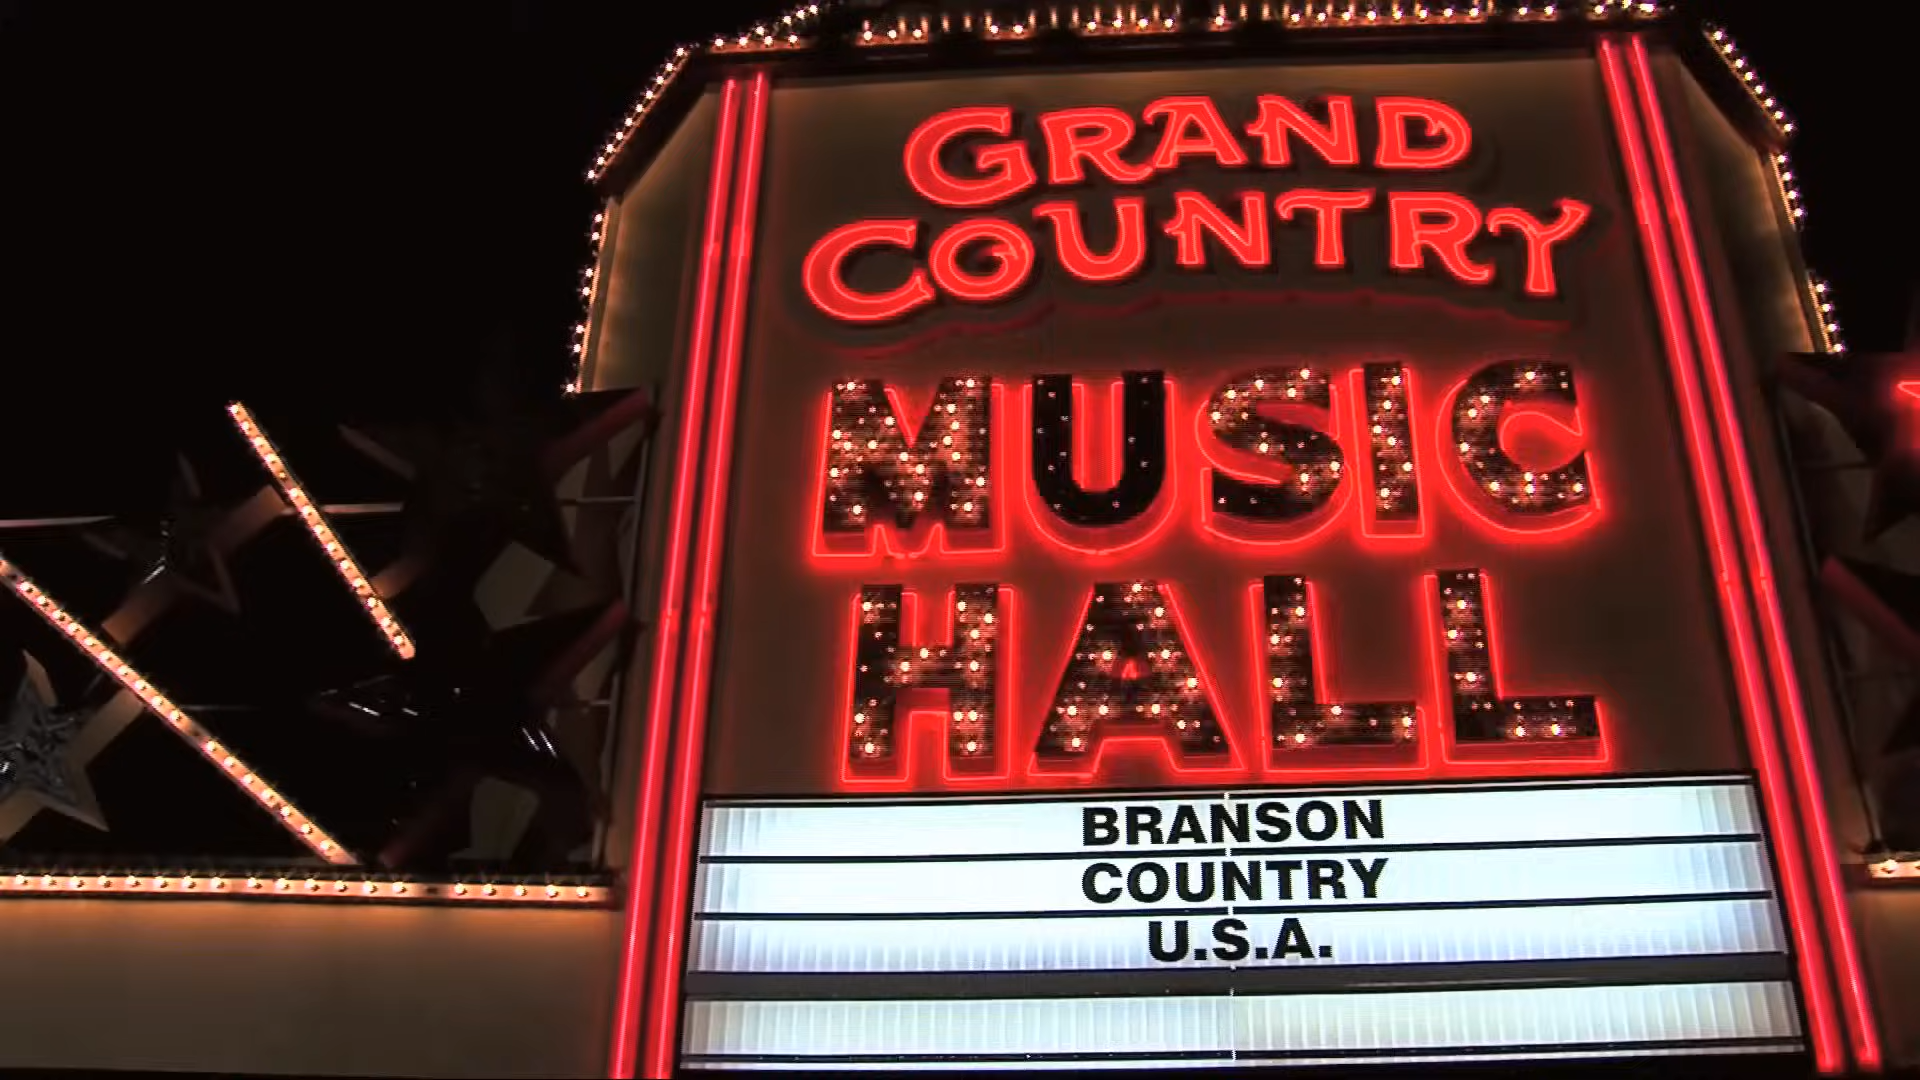 GRAND
COUNTRY
MUSIC
HALL
BRANSON
COUNTRY
U.S.A.